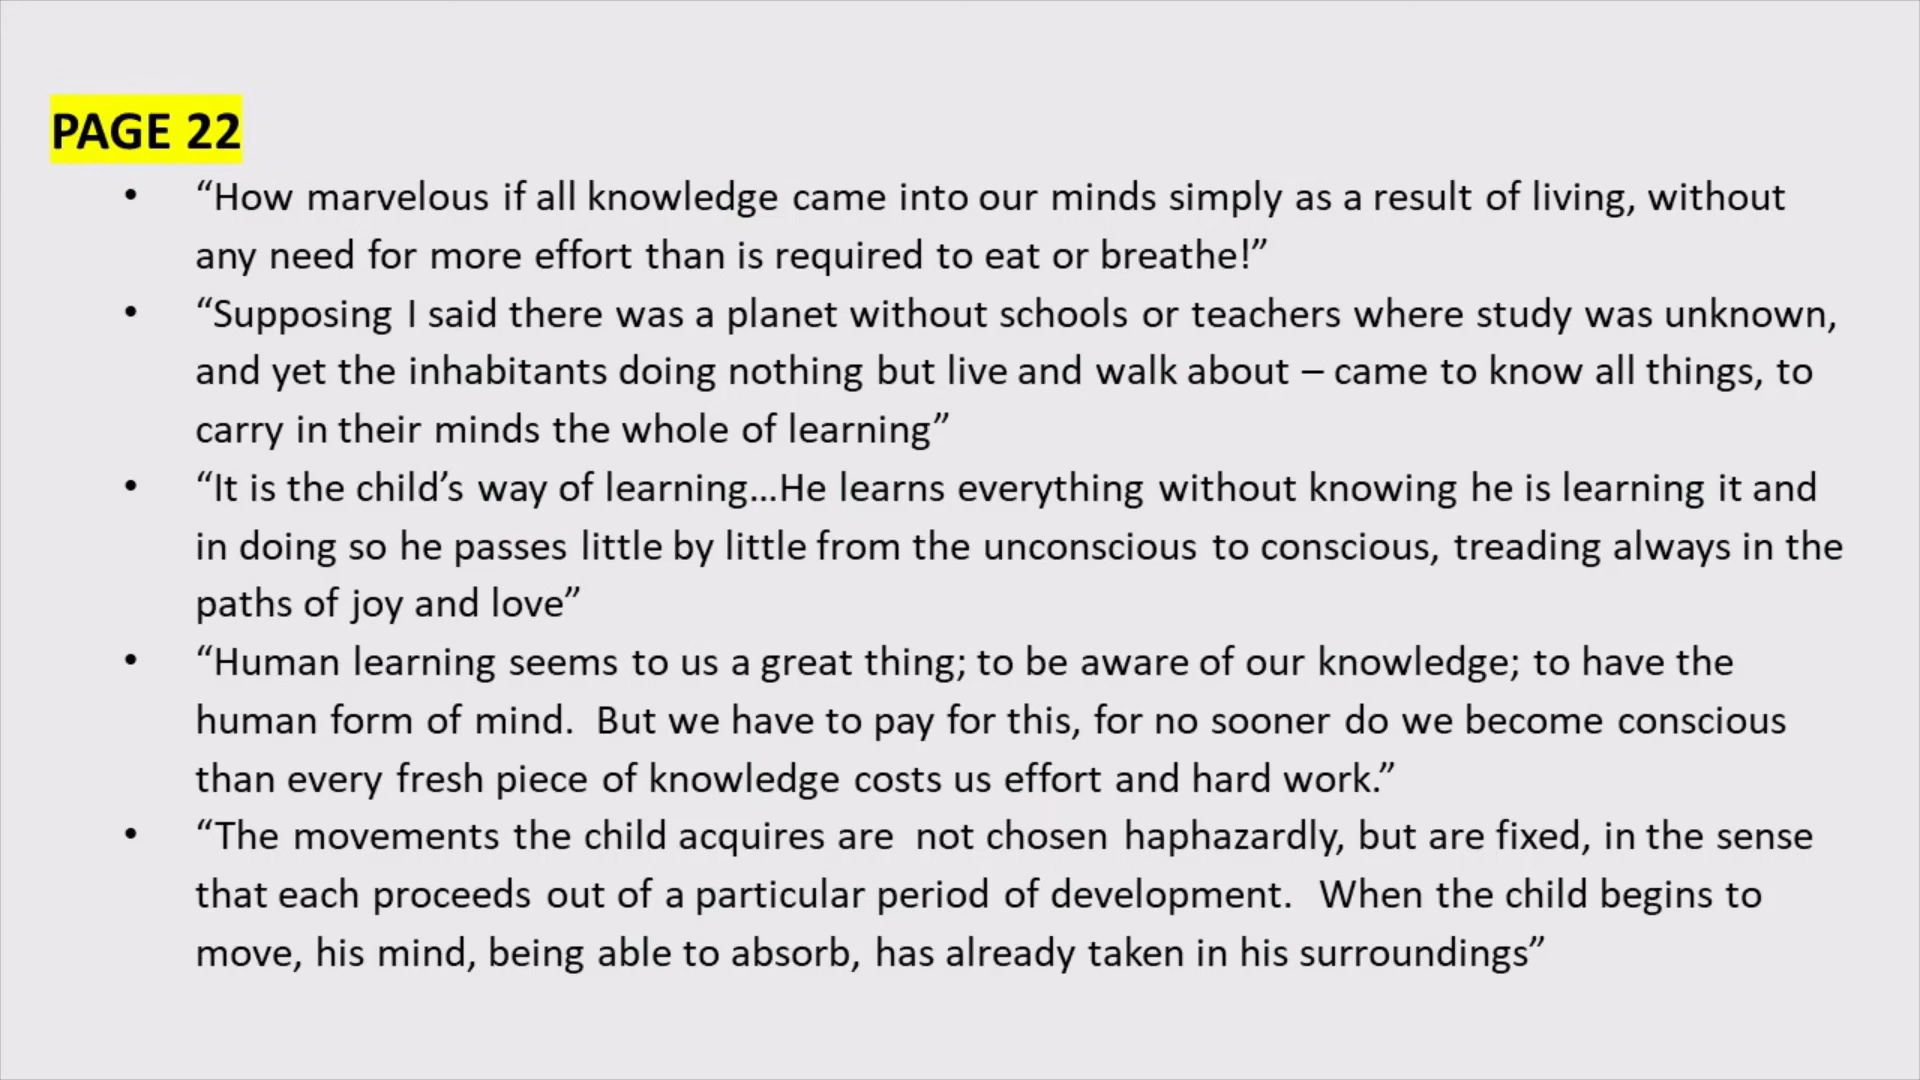 PAGE 22
• “How marvelous if all knowledge came into our minds simply as a result of living, without
any need for more effort than is required to eat or breathe!”
• “Supposing I said there was a planet without schools or teachers where study was unknown,
and yet the inhabitants doing nothing but live and walk about – came to know all things, to
carry in their minds the whole of learning”
• “It is the child’s way of learning...He learns everything without knowing he is learning it and
in doing so he passes little by little from the unconscious to conscious, treading always in the
paths of joy and love”
• “Human learning seems to us a great thing; to be aware of our knowledge; to have the
human form of mind.  But we have to pay for this, for no sooner do we become conscious
than every fresh piece of knowledge costs us effort and hard work.”
• “The movements the child acquires are  not chosen haphazardly, but are fixed, in the sense
that each proceeds out of a particular period of development.  When the child begins to
move, his mind, being able to absorb, has already taken in his surroundings”